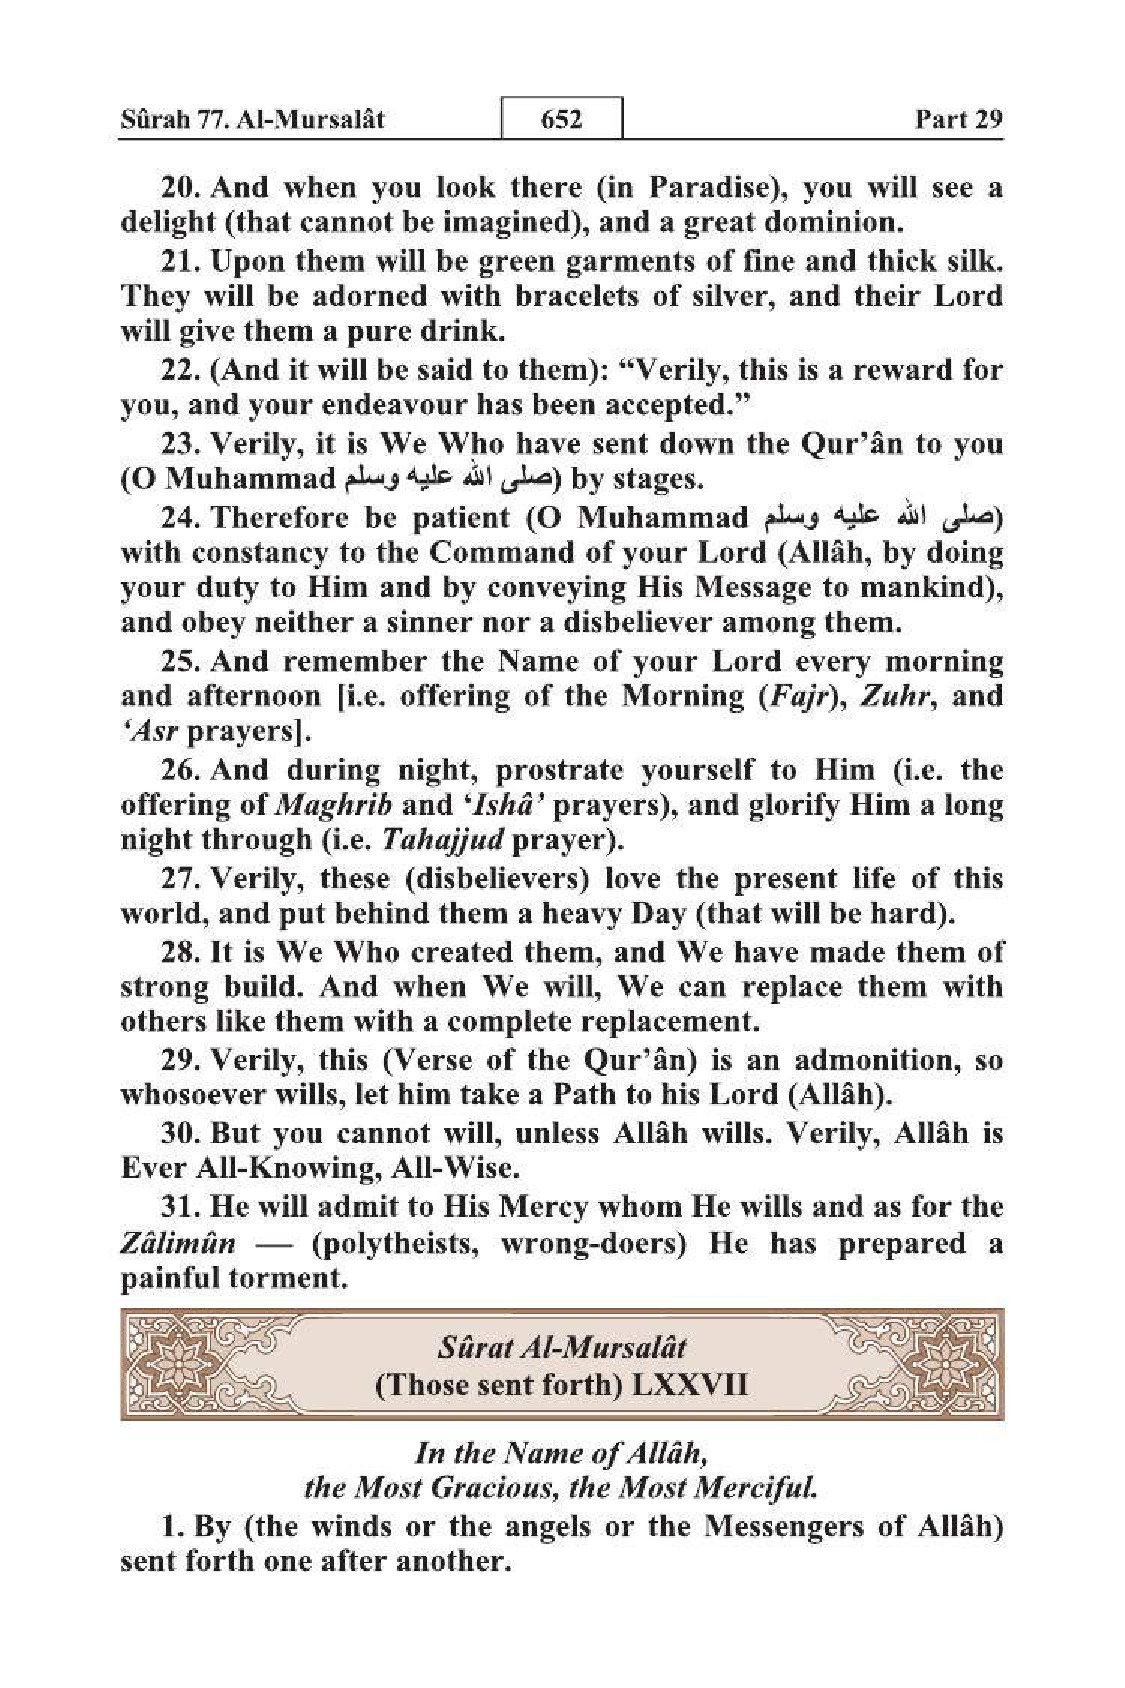 Sûrah 77. Al-Mursalât 652 Part 29
20. And when you look there (in Paradise), you will see a
delight (that cannot be imagined), and a great dominion.
21. Upon them will be green garments of fine and thick silk.
They will be adorned with bracelets of silver, and their Lord
will give them a pure drink.
22. (And it will be said to them): “Verily, this is a reward for
you, and your endeavour has been accepted.”
23. Verily, it is We Who have sent down the Qur’ân to you
(O Muhammad صلى الله عليه وسلم) by stages.
24. Therefore be patient (O Muhammad صلى الله عليه وسلم)
with constancy to the Command of your Lord (Allâh, by doing
your duty to Him and by conveying His Message to mankind),
and obey neither a sinner nor a disbeliever among them.
25. And remember the Name of your Lord every morning
and afternoon [i.e. offering of the Morning (Fajr), Zuhr, and
‘Asr prayers].
26. And during night, prostrate yourself to Him (i.e. the
offering of Maghrib and ‘Ishâ’ prayers), and glorify Him a long
night through (i.e. Tahajjud prayer).
27. Verily, these (disbelievers) love the present life of this
world, and put behind them a heavy Day (that will be hard).
28. It is We Who created them, and We have made them of
strong build. And when We will, We can replace them with
others like them with a complete replacement.
29. Verily, this (Verse of the Qur’ân) is an admonition, so
whosoever wills, let him take a Path to his Lord (Allâh).
30. But you cannot will, unless Allâh wills. Verily, Allâh is
Ever All-Knowing, All-Wise.
31. He will admit to His Mercy whom He wills and as for the
Zâlimûn — (polytheists, wrong-doers) He has prepared a
painful torment.
Sûrat Al-Mursalât
(Those sent forth) LXXVII
In the Name of Allâh,
the Most Gracious, the Most Merciful.
1. By (the winds or the angels or the Messengers of Allâh)
sent forth one after another.